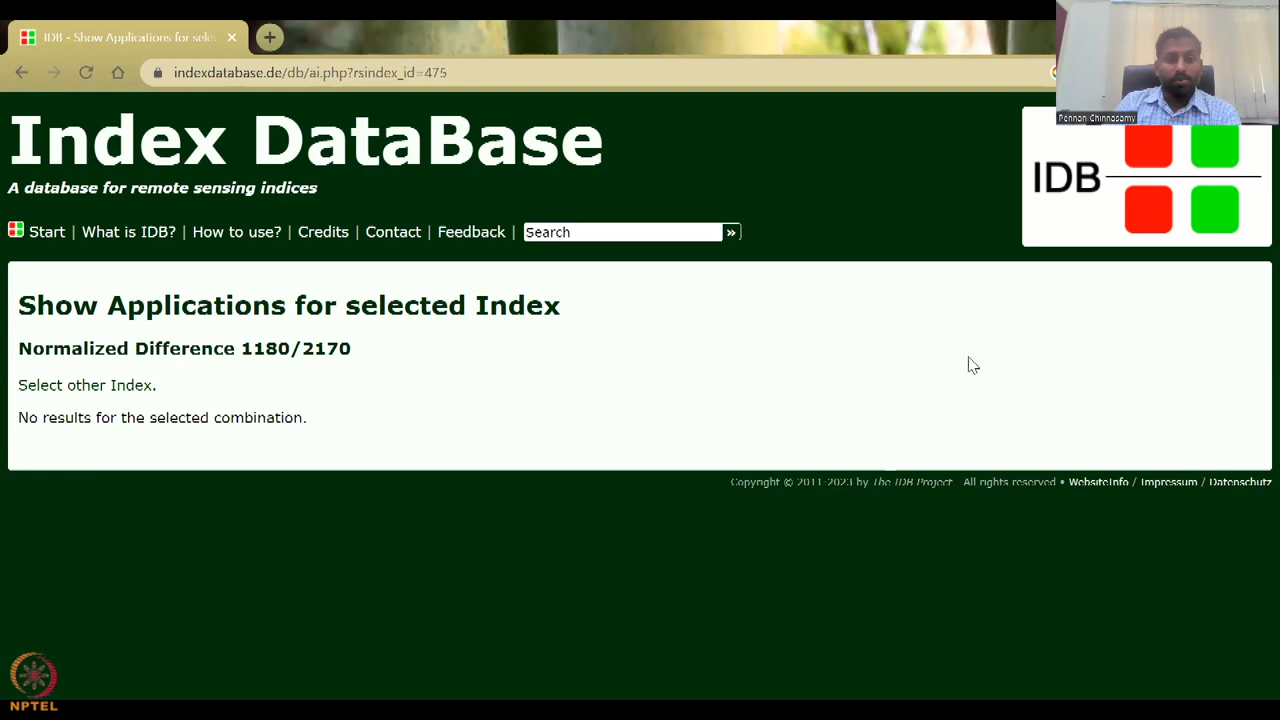 IDB - Show Applications for sele
indexdatabase.de/db/ai.php?rsindex_id=475
Pennan Chinnasamy
Index DataBase
A database for remote sensing indices
IDB
Start | What is IDB? | How to use? | Credits | Contact | Feedback | Search »
Show Applications for selected Index
Normalized Difference 1180/2170
Select other Index.
No results for the selected combination.
Copyright © 2011-2023 by The IDB Project All rights reserved • WebsiteInfo / Impressum / Datenschutz
NPTEL